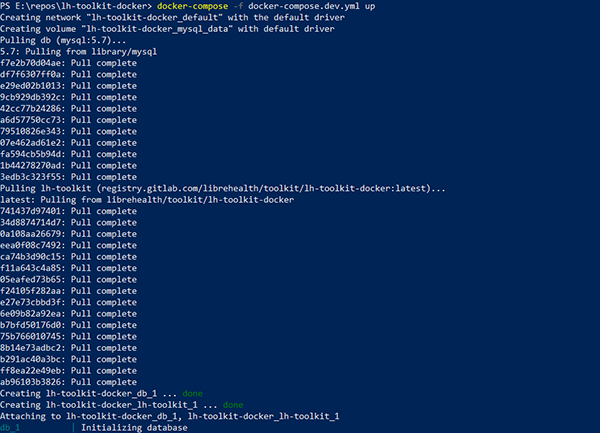 PS E:\repos\lh-toolkit-docker> docker-compose -f docker-compose.dev.yml up
Creating network "lh-toolkit-docker_default" with the default driver
Creating volume "lh-toolkit-docker_mysql_data" with default driver
Pulling db (mysql:5.7)...
5.7: Pulling from library/mysql
f7e2b70d04ae: Pull complete
df7f6307ff0a: Pull complete
e29ed02b1013: Pull complete
9cb929db392c: Pull complete
42cc77b24286: Pull complete
a6d57750cc73: Pull complete
79510826e343: Pull complete
07e462ad61e2: Pull complete
fa594cb5b94d: Pull complete
1b44278270ad: Pull complete
3edb3c323f55: Pull complete
Pulling lh-toolkit (registry.gitlab.com/librehealth/toolkit/lh-toolkit-docker:latest)...
latest: Pulling from librehealth/toolkit/lh-toolkit-docker
741437d97401: Pull complete
34d8874714d7: Pull complete
0a108aa26679: Pull complete
eea0f08c7492: Pull complete
ca74b3d90c15: Pull complete
f11a643c4a85: Pull complete
05eafed73b65: Pull complete
f24105f282aa: Pull complete
e27e73cbbd3f: Pull complete
6e09b82a92ea: Pull complete
b7bfd50176d0: Pull complete
75b766010745: Pull complete
8b14e73adbc2: Pull complete
b291ac40a3bc: Pull complete
ff8ea22e49eb: Pull complete
ab96103b3826: Pull complete
Creating lh-toolkit-docker_db_1 ... done
Creating lh-toolkit-docker_lh-toolkit_1 ... done
Attaching to lh-toolkit-docker_db_1, lh-toolkit-docker_lh-toolkit_1
db_1 | Initializing database